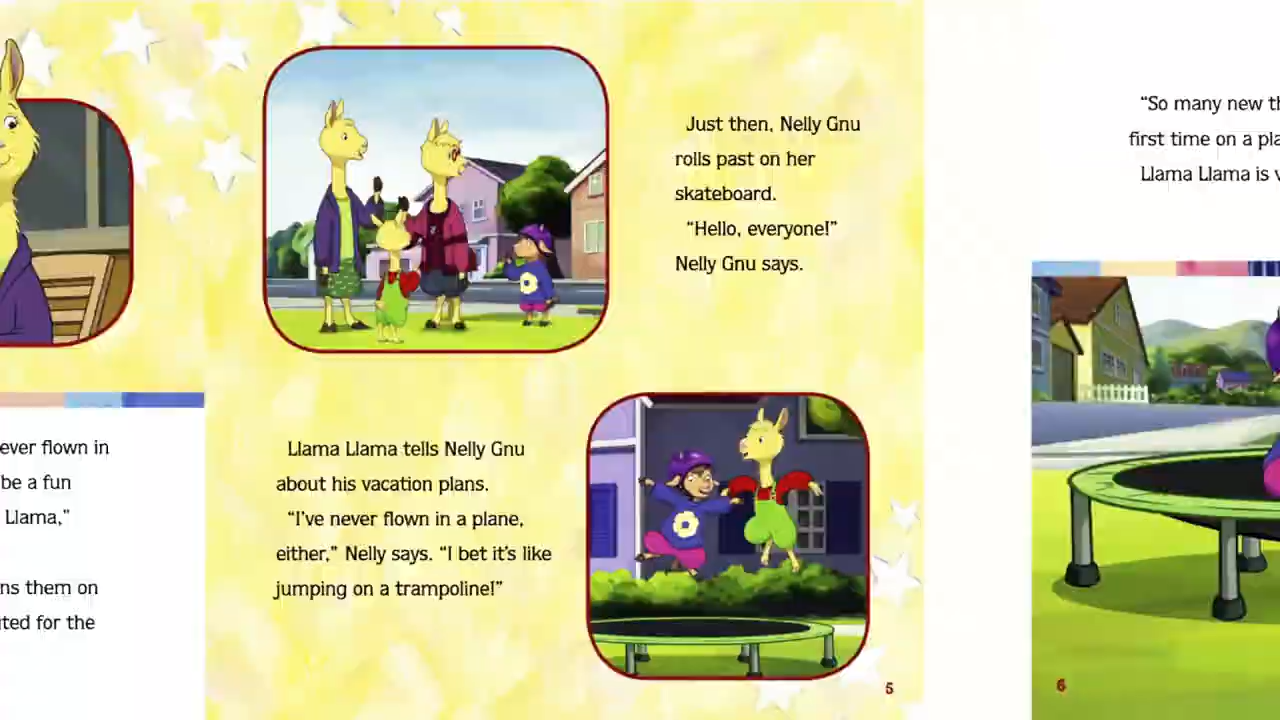 ever flown in
be a fun
Llama,”
ns them on
ted for the
Just then, Nelly Gnu
rolls past on her
skateboard.
“Hello, everyone!”
Nelly Gnu says.
Llama Llama tells Nelly Gnu
about his vacation plans.
“I’ve never flown in a plane,
either,” Nelly says. “I bet it’s like
jumping on a trampoline!”
5
“So many new
first time on a
Llama Llama is
6